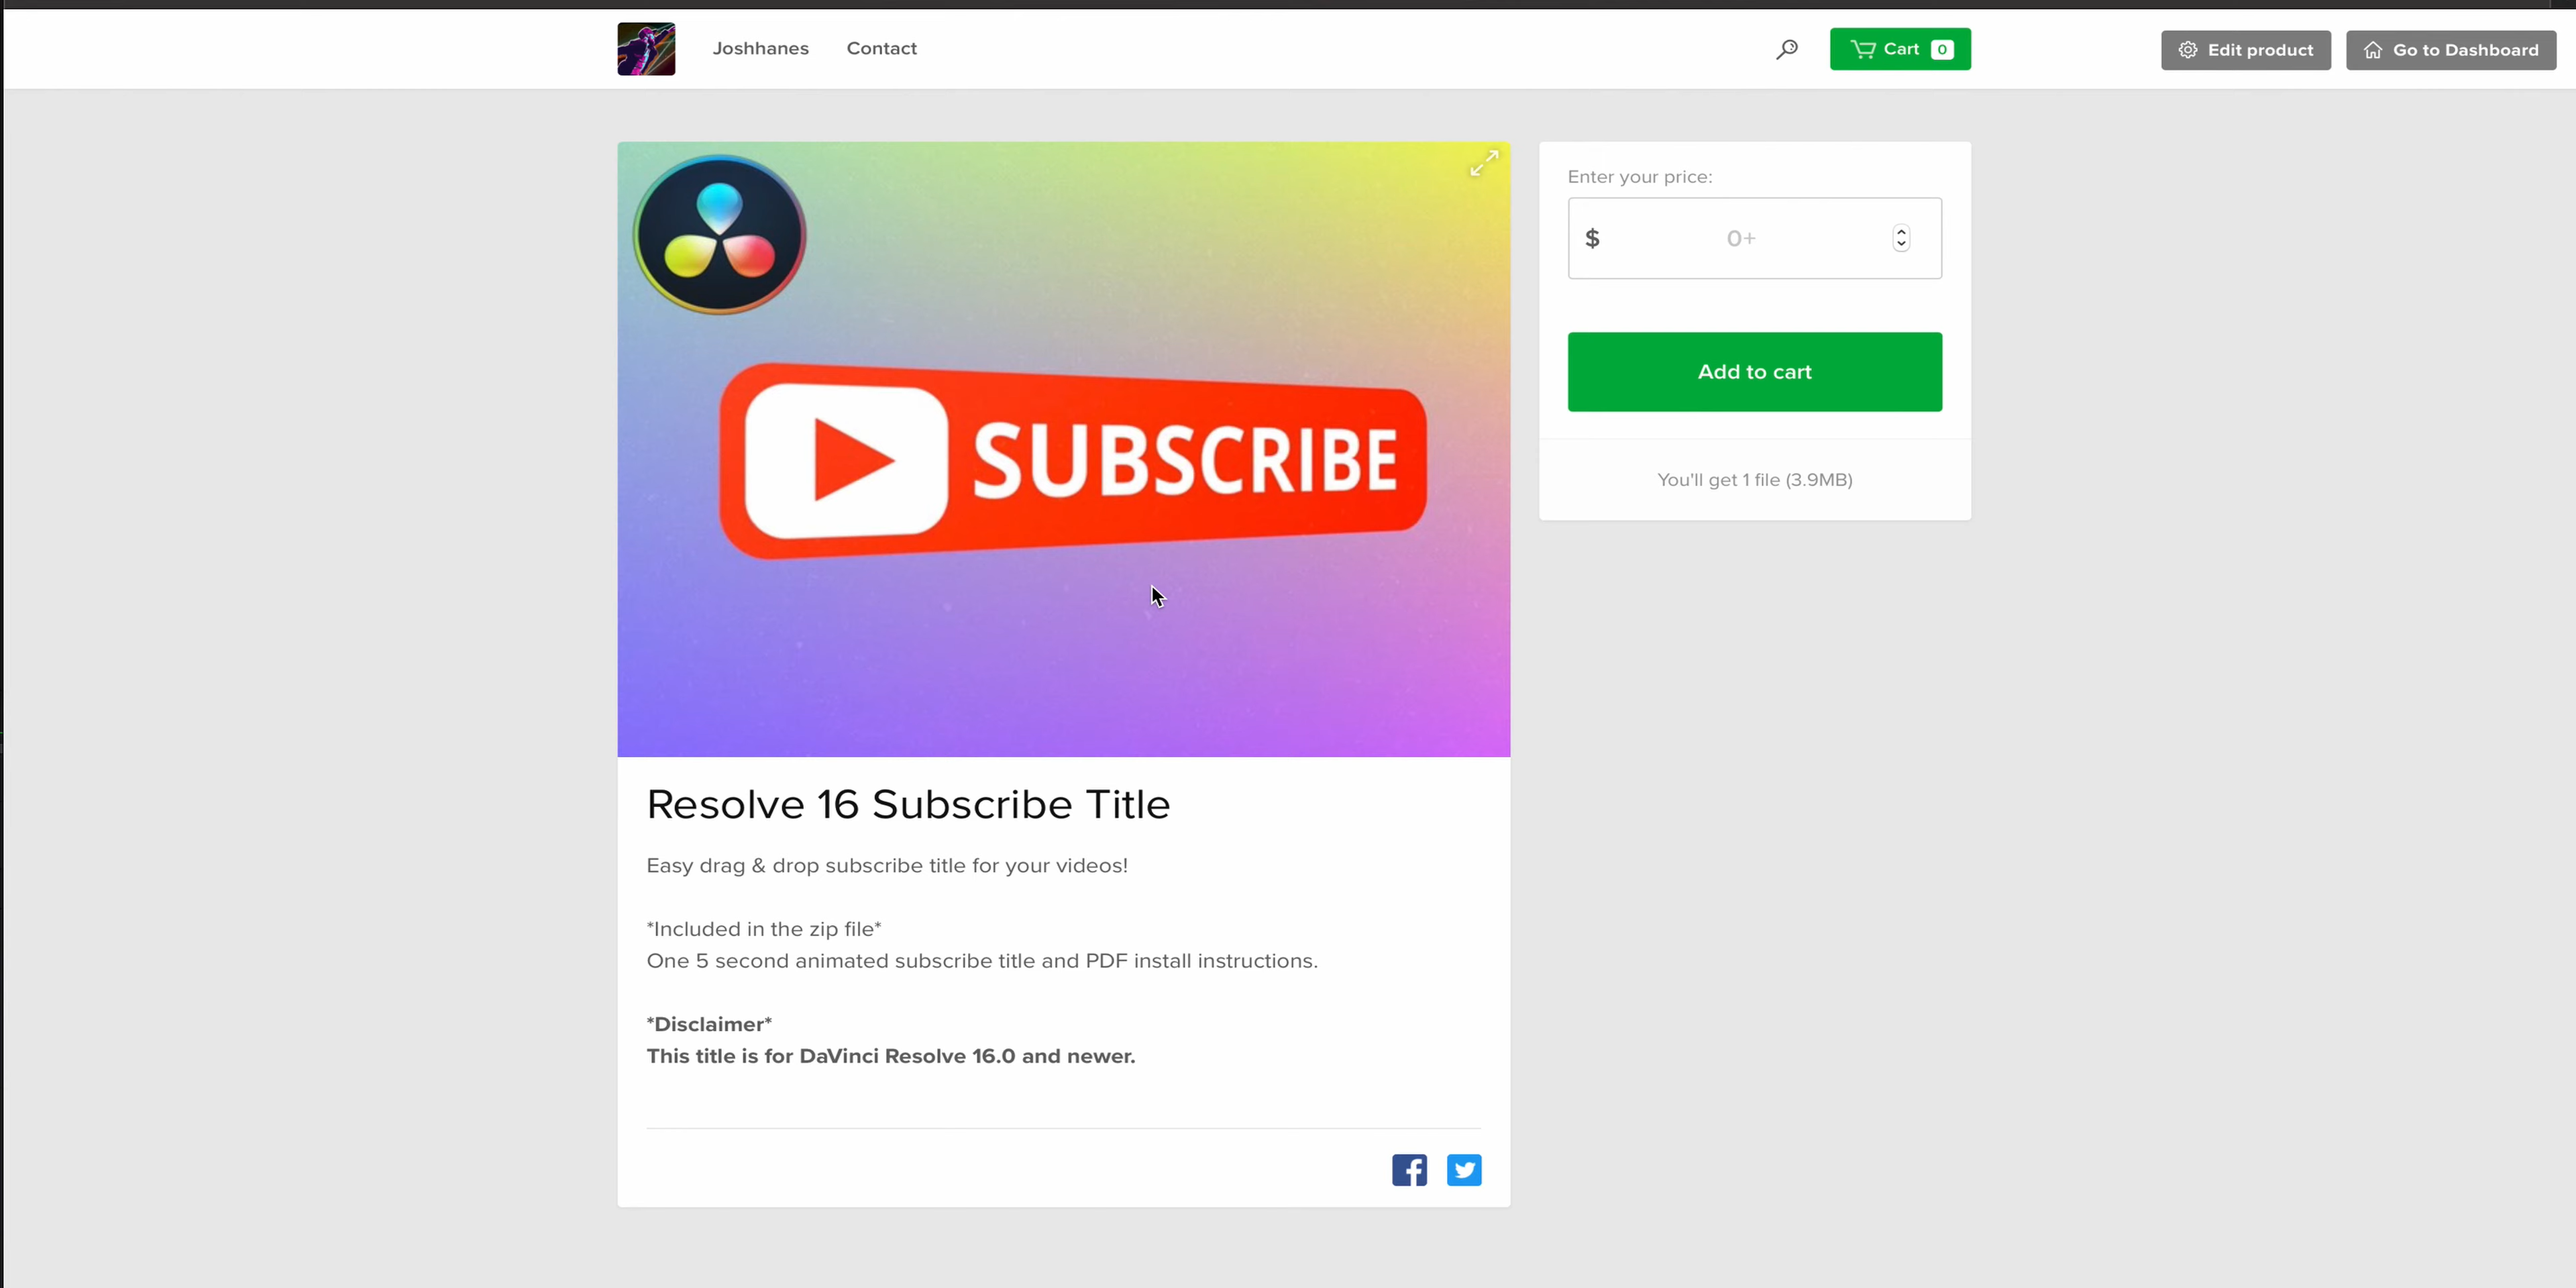 Joshhanes
Contact
Cart 0
Edit product
Go to Dashboard
SUBSCRIBE
Enter your price:
$ 0+
Add to cart
You'll get 1 file (3.9MB)
Resolve 16 Subscribe Title
Easy drag & drop subscribe title for your videos!
*Included in the zip file*
One 5 second animated subscribe title and PDF install instructions.
*Disclaimer*
This title is for DaVinci Resolve 16.0 and newer.